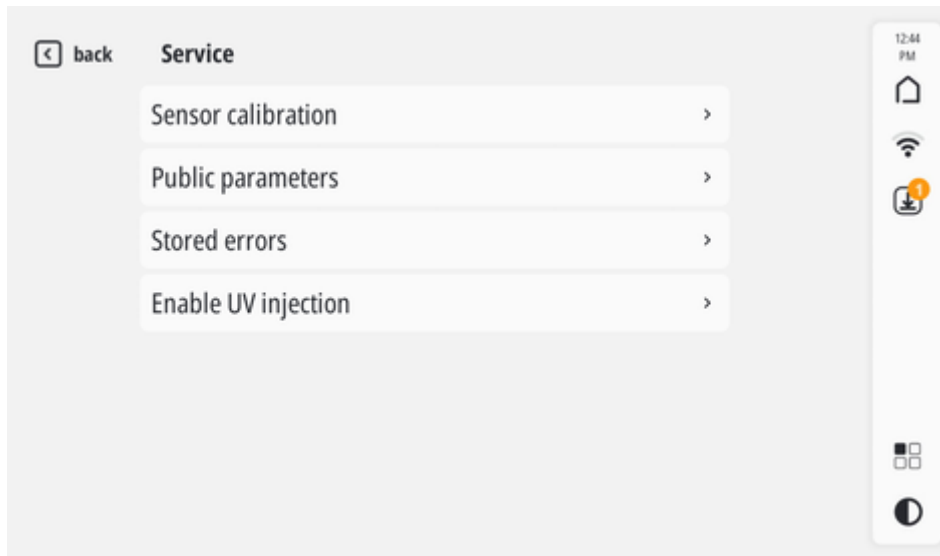 back
Service
12:44
PM
Sensor calibration
1
Public parameters
Stored errors
Enable UV injection